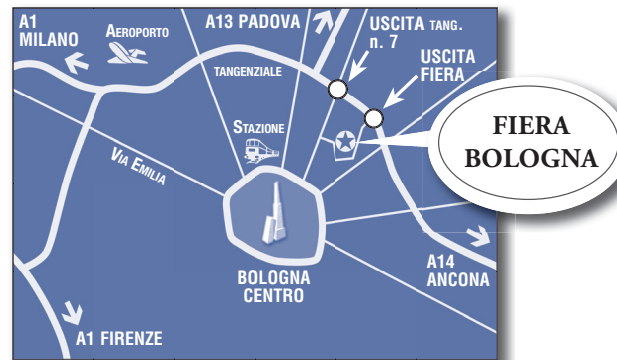 A1
MILANO
AEROPORTO
A13 PADOVA
USCITA TANG.
n. 7
USCITA
FIERA
TANGENZIALE
STAZIONE
FIERA
BOLOGNA
VIA EMILIA
BOLOGNA
CENTRO
A14
ANCONA
A1 FIRENZE